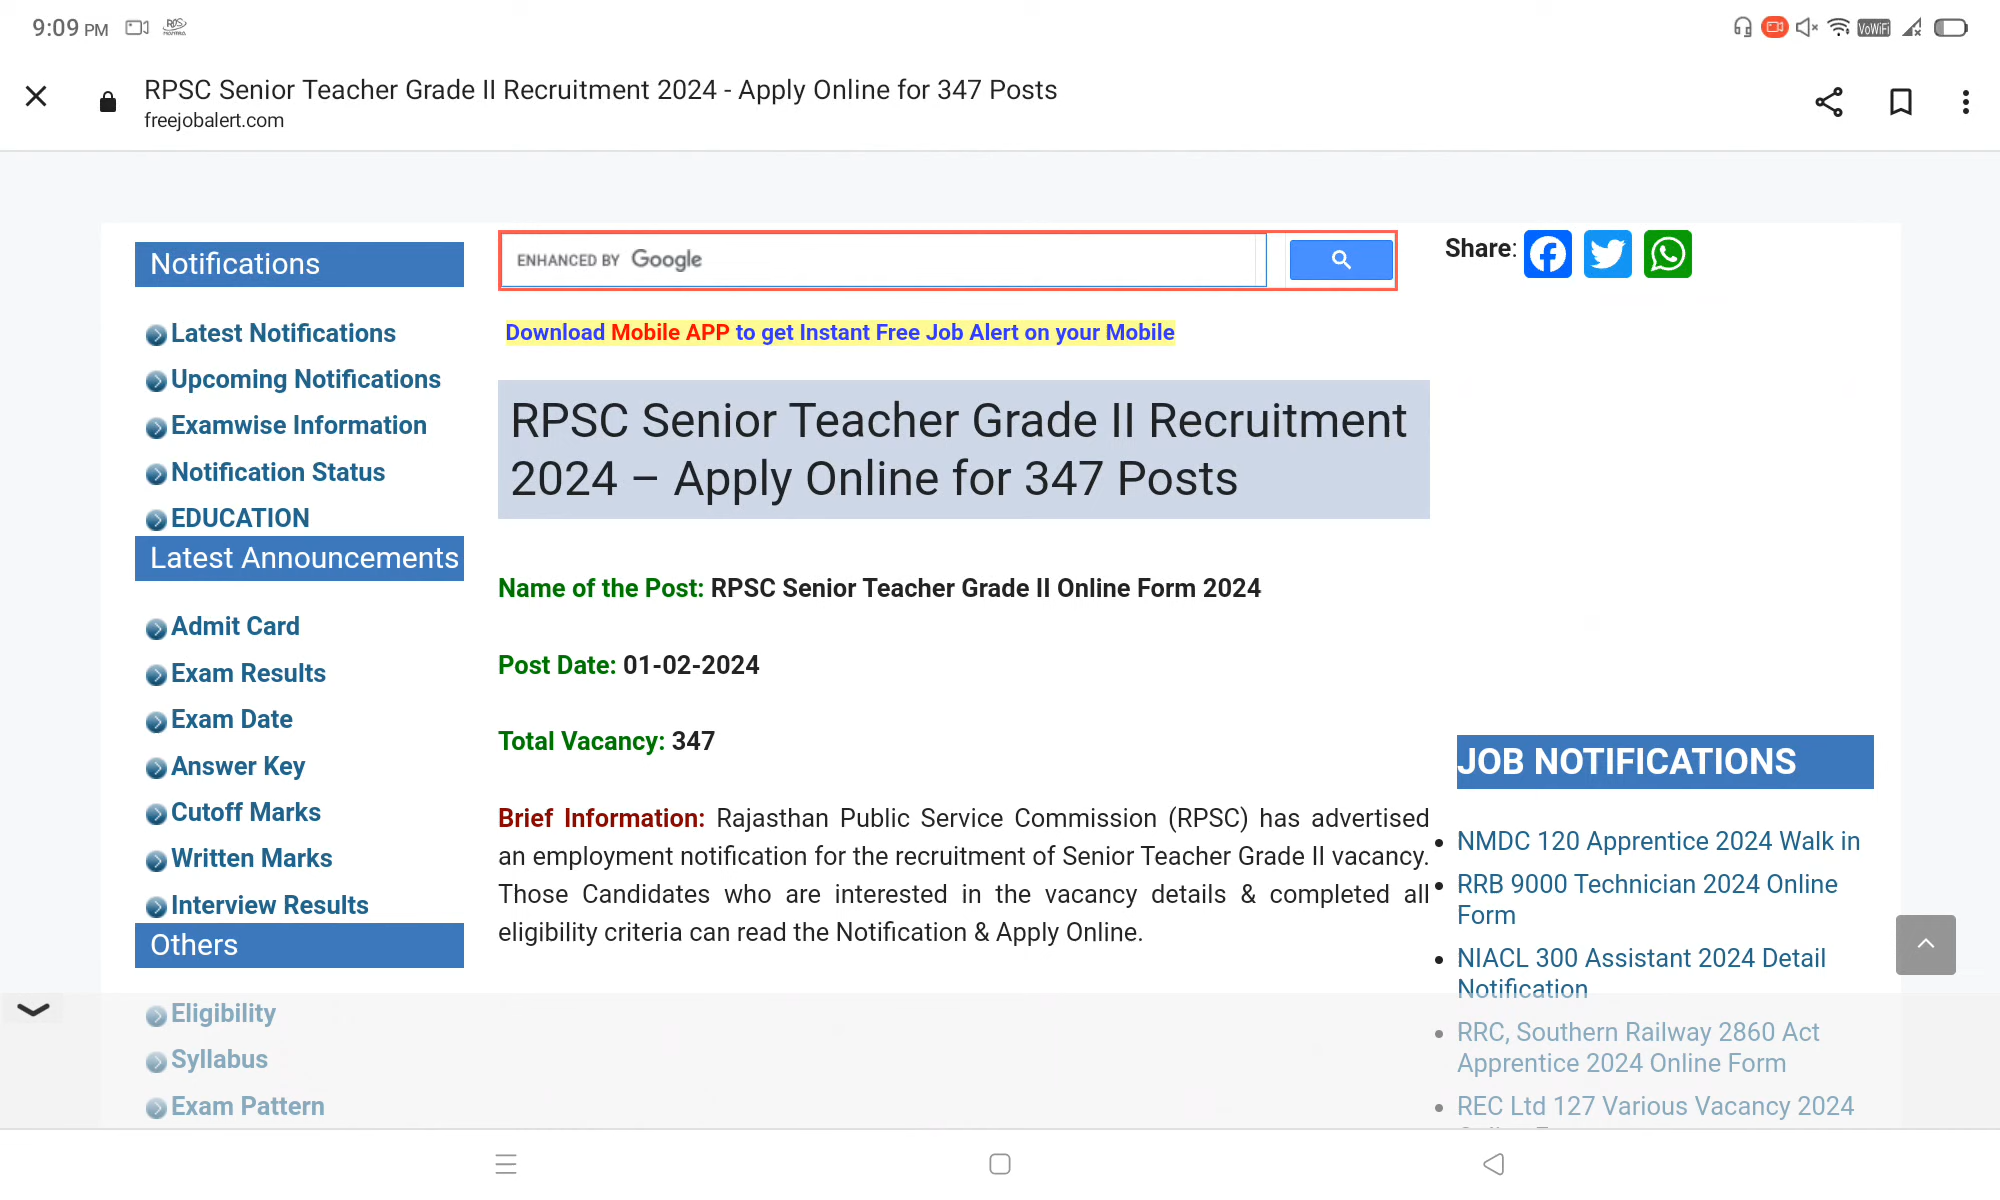 9:09 PM
VoWiFi
RPSC Senior Teacher Grade II Recruitment 2024 - Apply Online for 347 Posts
freejobalert.com
Notifications
Latest Notifications
Upcoming Notifications
Examwise Information
Notification Status
EDUCATION
Latest Announcements
Admit Card
Exam Results
Exam Date
Answer Key
Cutoff Marks
Written Marks
Interview Results
Others
Eligibility
Syllabus
Exam Pattern
ENHANCED BY Google
Download Mobile APP to get Instant Free Job Alert on your Mobile
RPSC Senior Teacher Grade II Recruitment
2024 – Apply Online for 347 Posts
Name of the Post: RPSC Senior Teacher Grade II Online Form 2024
Post Date: 01-02-2024
Total Vacancy: 347
Brief Information: Rajasthan Public Service Commission (RPSC) has advertised
an employment notification for the recruitment of Senior Teacher Grade II vacancy.
Those Candidates who are interested in the vacancy details & completed all
eligibility criteria can read the Notification & Apply Online.
Share:
JOB NOTIFICATIONS
NMDC 120 Apprentice 2024 Walk in
RRB 9000 Technician 2024 Online
Form
NIACL 300 Assistant 2024 Detail
Notification
RRC, Southern Railway 2860 Act
Apprentice 2024 Online Form
REC Ltd 127 Various Vacancy 2024